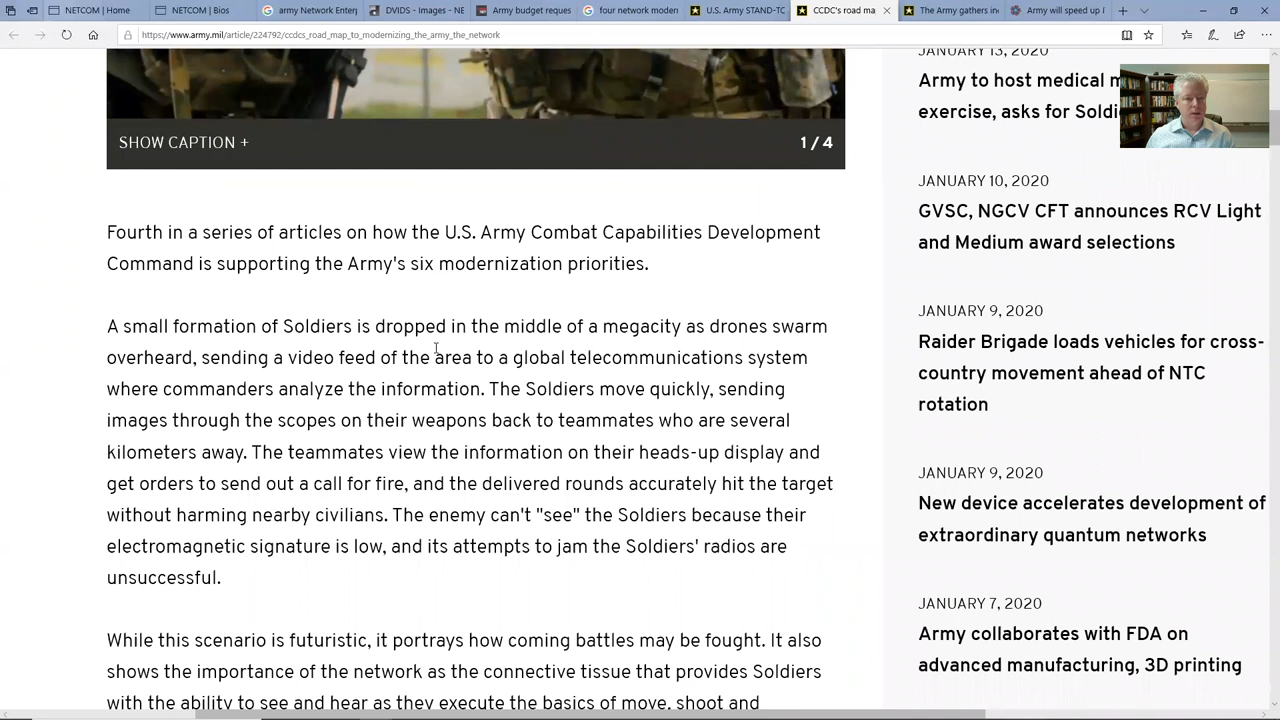 NETCOM | Home
NETCOM | Bios
army Network Enterp
DVIDS - Images - NE
Army budget reques
four network modern
U.S. Army STAND-TC
CCDC's road ma
The Army gathers in
Army will speed up i
https://www.army.mil/article/224792/ccdcs_road_map_to_modernizing_the_army_the_network
SHOW CAPTION +
1 / 4
Fourth in a series of articles on how the U.S. Army Combat Capabilities Development
Command is supporting the Army's six modernization priorities.
A small formation of Soldiers is dropped in the middle of a megacity as drones swarm
overheard, sending a video feed of the area to a global telecommunications system
where commanders analyze the information. The Soldiers move quickly, sending
images through the scopes on their weapons back to teammates who are several
kilometers away. The teammates view the information on their heads-up display and
get orders to send out a call for fire, and the delivered rounds accurately hit the target
without harming nearby civilians. The enemy can't "see" the Soldiers because their
electromagnetic signature is low, and its attempts to jam the Soldiers' radios are
unsuccessful.
While this scenario is futuristic, it portrays how coming battles may be fought. It also
shows the importance of the network as the connective tissue that provides Soldiers
with the ability to see and hear as they execute the basics of move, shoot and
JANUARY 13, 2020
Army to host medical m
exercise, asks for Soldi
JANUARY 10, 2020
GVSC, NGCV CFT announces RCV Light
and Medium award selections
JANUARY 9, 2020
Raider Brigade loads vehicles for cross-
country movement ahead of NTC
rotation
JANUARY 9, 2020
New device accelerates development of
extraordinary quantum networks
JANUARY 7, 2020
Army collaborates with FDA on
advanced manufacturing, 3D printing